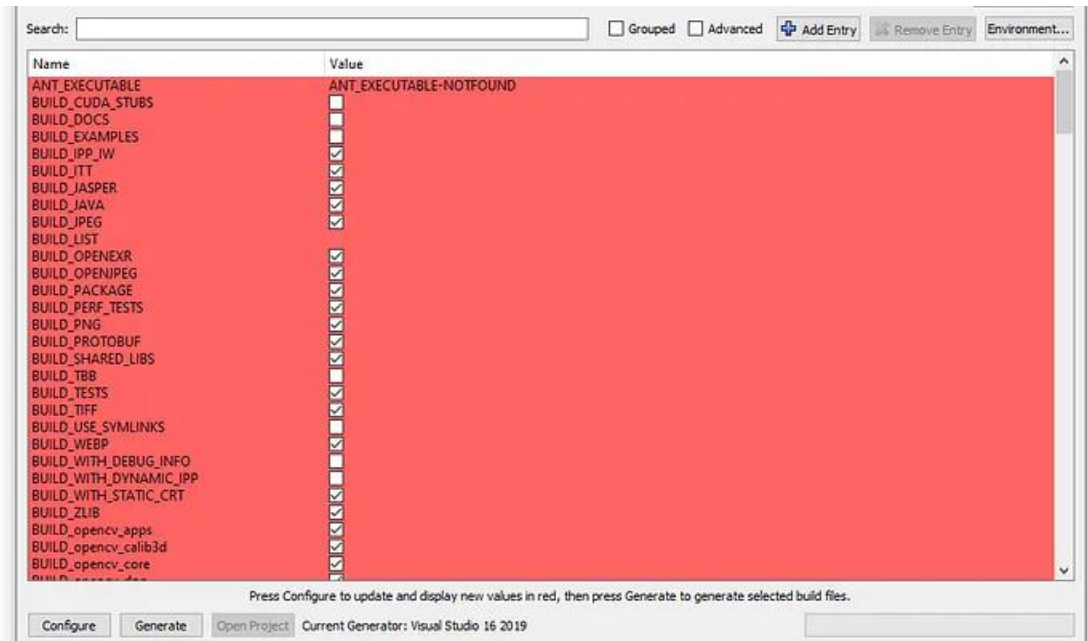 Search: Grouped Advanced Add Entry Remove Entry Environment...
Name Value
ANT_EXECUTABLE ANT_EXECUTABLE-NOTFOUND
BUILD_CUDA_STUBS
BUILD_DOCS
BUILD_EXAMPLES
BUILD_IPP_IW
BUILD_ITT
BUILD_JASPER
BUILD_JAVA
BUILD_JPEG
BUILD_LIST
BUILD_OPENEXR
BUILD_OPENJPEG
BUILD_PACKAGE
BUILD_PERF_TESTS
BUILD_PNG
BUILD_PROTOBUF
BUILD_SHARED_LIBS
BUILD_TBB
BUILD_TESTS
BUILD_TIFF
BUILD_USE_SYMLINKS
BUILD_WEBP
BUILD_WITH_DEBUG_INFO
BUILD_WITH_DYNAMIC_IPP
BUILD_WITH_STATIC_CRT
BUILD_ZLIB
BUILD_opencv_apps
BUILD_opencv_calib3d
BUILD_opencv_core
Press Configure to update and display new values in red, then press Generate to generate selected build files.
Configure Generate Open Project Current Generator: Visual Studio 16 2019